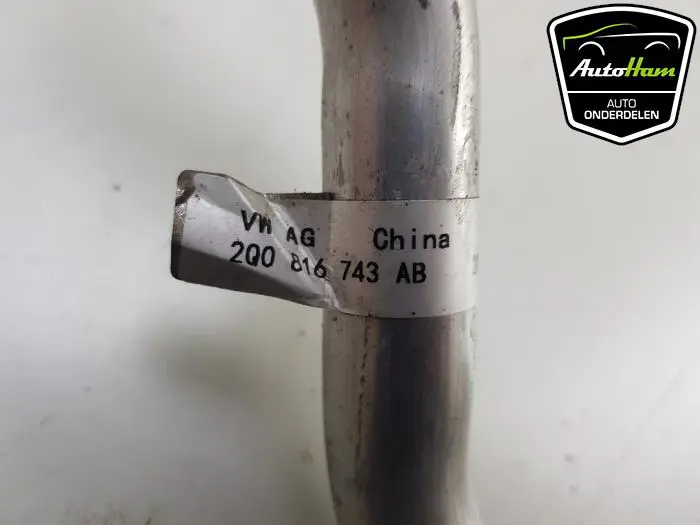 AutoHam
AUTO
ONDERDELEN
VW AG China
2Q0 816 743 AB